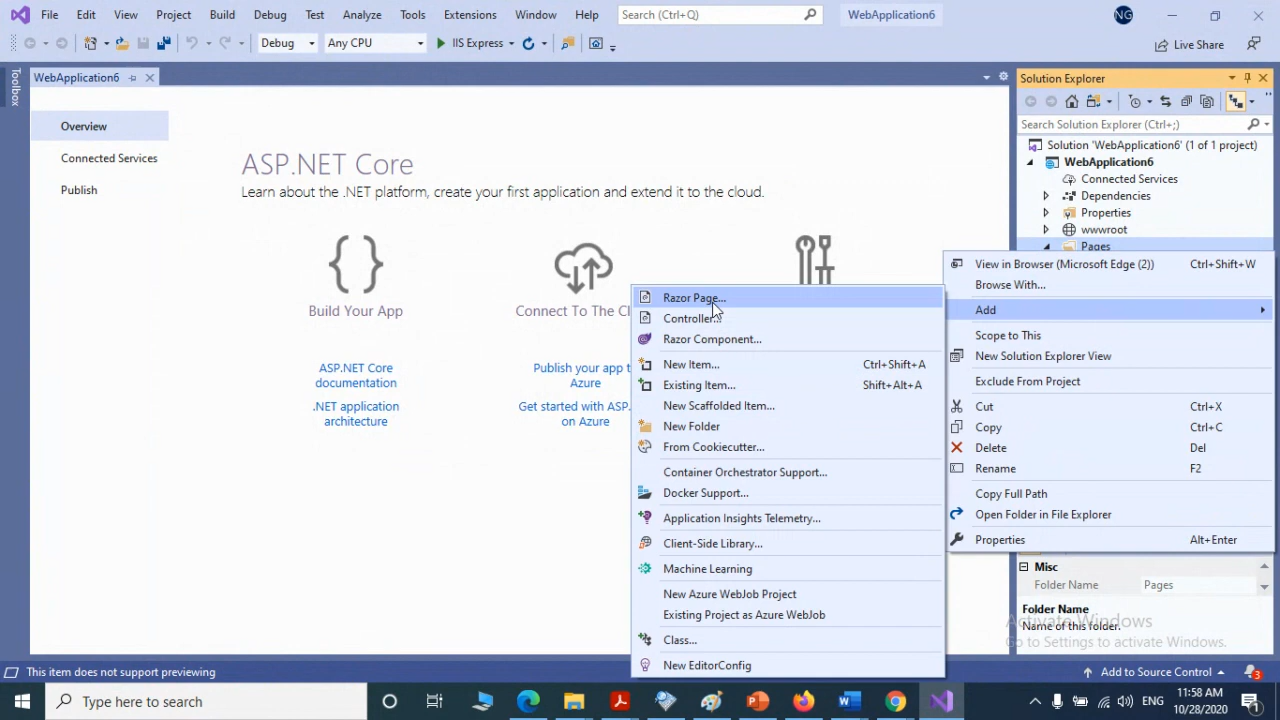 File Edit View Project Build Debug Test Analyze Tools Extensions Window Help Search (Ctrl+Q) WebApplication6 NG
Debug Any CPU IIS Express Live Share
Toolbox
WebApplication6
Overview
Connected Services
Publish
ASP.NET Core
Learn about the .NET platform, create your first application and extend it to the cloud.
Build Your App
ASP.NET Core
documentation
.NET application
architecture
Connect To The Cl
Publish your app t
Azure
Get started with ASP.
on Azure
Razor Page...
Controller...
Razor Component...
New Item... Ctrl+Shift+A
Existing Item... Shift+Alt+A
New Scaffolded Item...
New Folder
From Cookiecutter...
Container Orchestrator Support...
Docker Support...
Application Insights Telemetry...
Client-Side Library...
Machine Learning
New Azure WebJob Project
Existing Project as Azure WebJob
Class...
New EditorConfig
Solution Explorer
Search Solution Explorer (Ctrl+;)
Solution 'WebApplication6' (1 of 1 project)
WebApplication6
Connected Services
Dependencies
Properties
wwwroot
Pages
View in Browser (Microsoft Edge (2)) Ctrl+Shift+W
Browse With...
Add
Scope to This
New Solution Explorer View
Exclude From Project
Cut Ctrl+X
Copy Ctrl+C
Delete Del
Rename F2
Copy Full Path
Open Folder in File Explorer
Properties Alt+Enter
Misc
Folder Name Pages
Folder Name
Name of this folder.
Activate Windows
Go to Settings to activate Windows.
This item does not support previewing
Add to Source Control 3
Type here to search
ENG
11:58 AM
10/28/2020
1